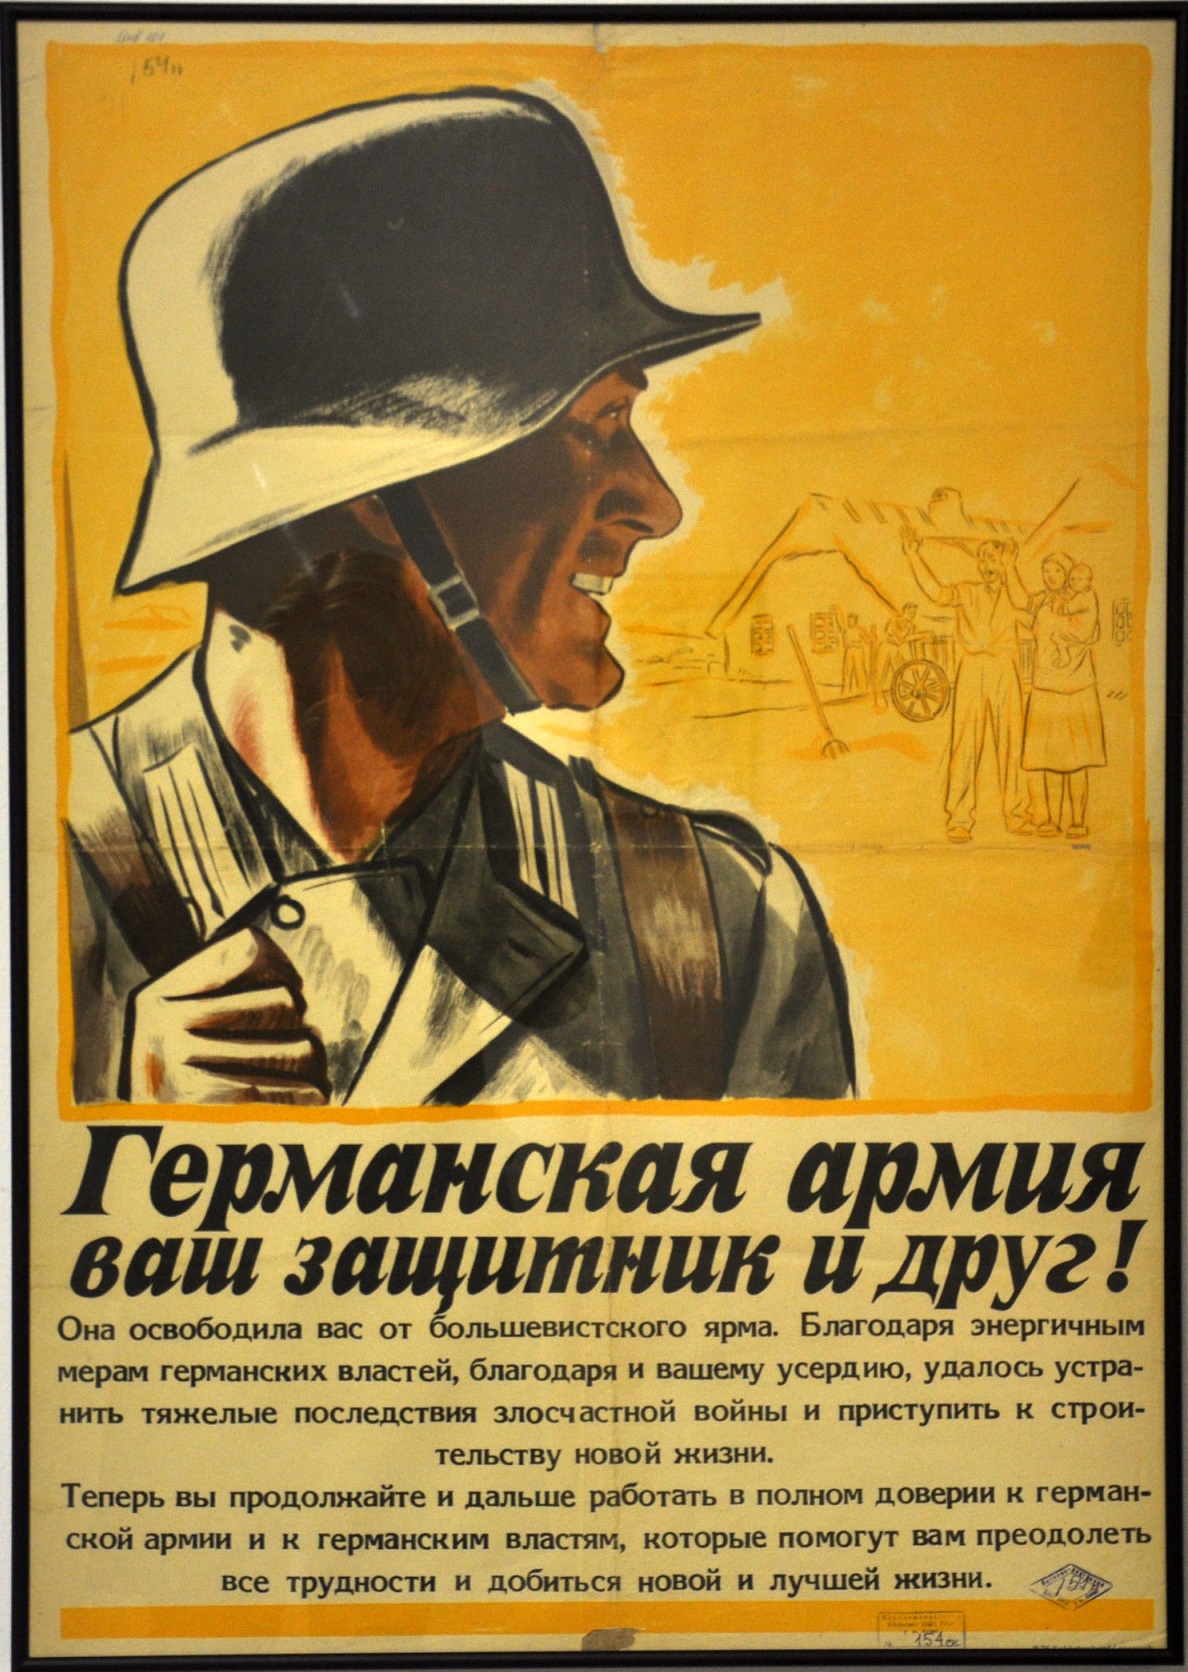 154
Германская армия
ваш защитник и друг!
Она освободила вас от большевистского ярма. Благодаря энергичным
мерам германских властей, благодаря и вашему усердию, удалось устра-
нить тяжелые последствия злосчастной войны и приступить к строи-
тельству новой жизни.
Теперь вы продолжайте и дальше работать в полном доверии к герман-
ской армии и к германским властям, которые помогут вам преодолеть
все трудности и добиться новой и лучшей жизни.
154